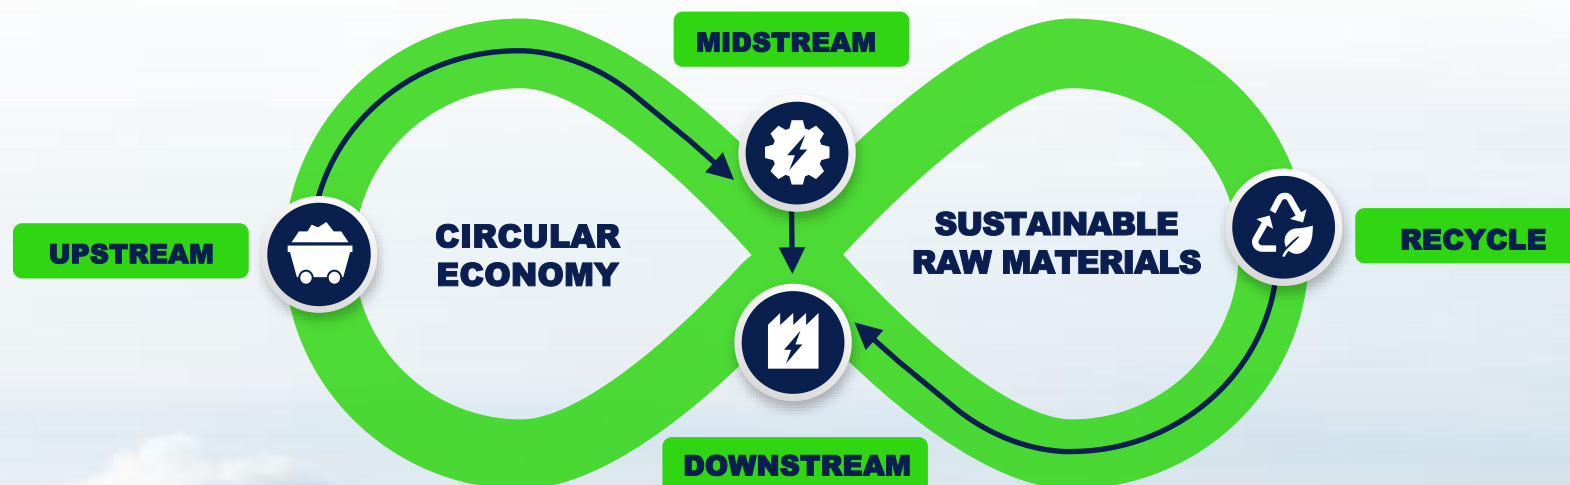 MIDSTREAM
UPSTREAM
CIRCULAR
ECONOMY
SUSTAINABLE
RAW MATERIALS
RECYCLE
DOWNSTREAM